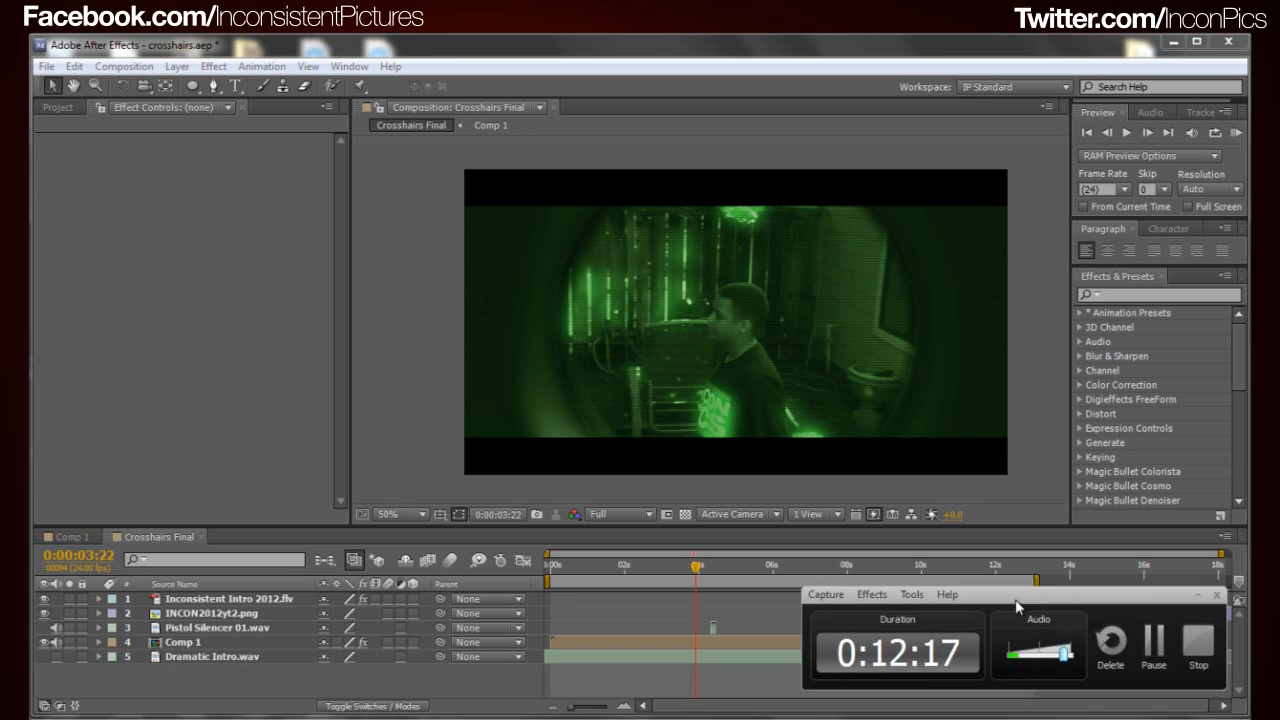 Facebook.com/InconsistentPictures
Twitter.com/InconPics
Adobe After Effects - crosshairs.aep *
File Edit Composition Layer Effect Animation View Window Help
Workspace: IP Standard
Search Help
Project Effect Controls: (none)
Composition: Crosshairs Final
Crosshairs Final Comp 1
Preview Audio Tracke
RAM Preview Options
Frame Rate Skip Resolution
(24) 0 Auto
From Current Time Full Screen
Paragraph Character
Effects & Presets
* Animation Presets
3D Channel
Audio
Blur & Sharpen
Channel
Color Correction
Digieffects FreeForm
Distort
Expression Controls
Generate
Keying
Magic Bullet Colorista
Magic Bullet Cosmo
Magic Bullet Denoiser
50% 0:00:03:22 Full Active Camera 1 View +0.0
Comp 1 Crosshairs Final
0:00:03:22
00094 (24.00 fps)
:00s 02s 06s 08s 10s 12s 14s 16s 18s
# Source Name Parent
1 Inconsistent Intro 2012.flv None
2 INCON2012yt2.png None
3 Pistol Silencer 01.wav None
4 Comp 1 None
5 Dramatic Intro.wav None
Toggle Switches / Modes
Capture Effects Tools Help
Duration Audio
0:12:17
Delete Pause Stop